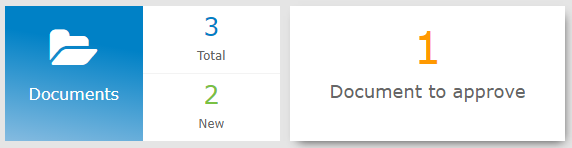 Documents
3
Total
2
New
1
Document to approve